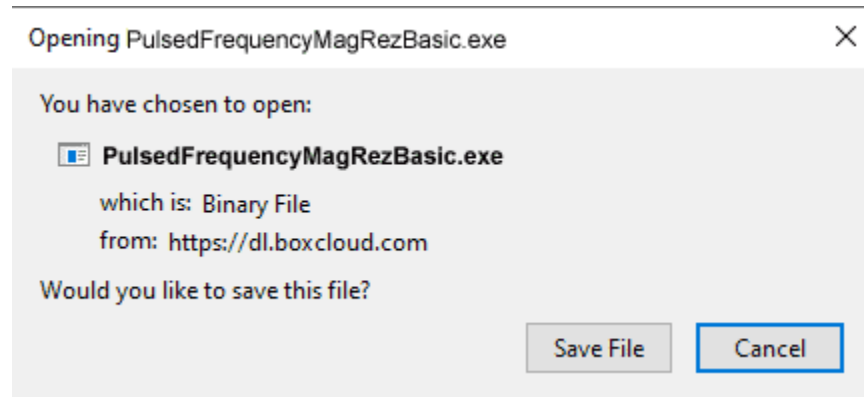 Opening PulsedFrequencyMagRezBasic.exe
You have chosen to open:
PulsedFrequencyMagRezBasic.exe
which is: Binary File
from: https://dl.boxcloud.com
Would you like to save this file?
Save File Cancel